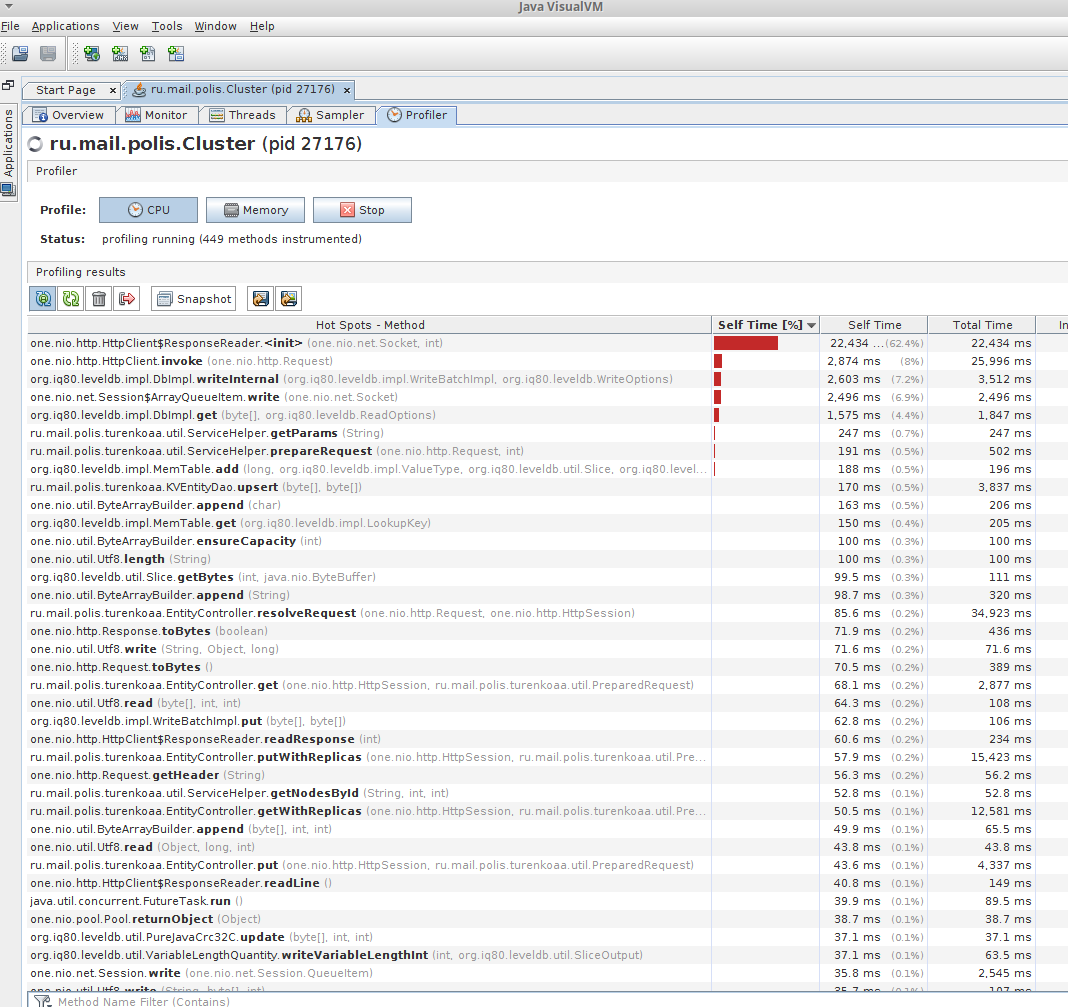 Java VisualVM
File Applications View Tools Window Help
Start Page × ru.mail.polis.Cluster (pid 27176) ×
Applications
Overview Monitor Threads Sampler Profiler
ru.mail.polis.Cluster (pid 27176)
Profiler
Profile: CPU Memory Stop
Status: profiling running (449 methods instrumented)
Profiling results
Snapshot
Hot Spots - Method Self Time [%] Self Time Total Time In
one.nio.http.HttpClient$ResponseReader.<init> (one.nio.net.Socket, int) 22,434 ... (62.4%) 22,434 ms
one.nio.http.HttpClient.invoke (one.nio.http.Request) 2,874 ms (8%) 25,996 ms
org.iq80.leveldb.impl.DbImpl.writeInternal (org.iq80.leveldb.impl.WriteBatchImpl, org.iq80.leveldb.WriteOptions) 2,603 ms (7.2%) 3,512 ms
one.nio.net.Session$ArrayQueueItem.write (one.nio.net.Socket) 2,496 ms (6.9%) 2,496 ms
org.iq80.leveldb.impl.DbImpl.get (byte[], org.iq80.leveldb.ReadOptions) 1,575 ms (4.4%) 1,847 ms
ru.mail.polis.turenkoaa.util.ServiceHelper.getParams (String) 247 ms (0.7%) 247 ms
ru.mail.polis.turenkoaa.util.ServiceHelper.prepareRequest (one.nio.http.Request, int) 191 ms (0.5%) 502 ms
org.iq80.leveldb.impl.MemTable.add (long, org.iq80.leveldb.impl.ValueType, org.iq80.leveldb.util.Slice, org.iq80.level... 188 ms (0.5%) 196 ms
ru.mail.polis.turenkoaa.KVEntityDao.upsert (byte[], byte[]) 170 ms (0.5%) 3,837 ms
one.nio.util.ByteArrayBuilder.append (char) 163 ms (0.5%) 206 ms
org.iq80.leveldb.impl.MemTable.get (org.iq80.leveldb.impl.LookupKey) 150 ms (0.4%) 205 ms
one.nio.util.ByteArrayBuilder.ensureCapacity (int) 100 ms (0.3%) 100 ms
one.nio.util.Utf8.length (String) 100 ms (0.3%) 100 ms
org.iq80.leveldb.util.Slice.getBytes (int, java.nio.ByteBuffer) 99.5 ms (0.3%) 111 ms
one.nio.util.ByteArrayBuilder.append (String) 98.7 ms (0.3%) 320 ms
ru.mail.polis.turenkoaa.EntityController.resolveRequest (one.nio.http.Request, one.nio.http.HttpSession) 85.6 ms (0.2%) 34,923 ms
one.nio.http.Response.toBytes (boolean) 71.9 ms (0.2%) 436 ms
one.nio.util.Utf8.write (String, Object, long) 71.6 ms (0.2%) 71.6 ms
one.nio.http.Request.toBytes () 70.5 ms (0.2%) 389 ms
ru.mail.polis.turenkoaa.EntityController.get (one.nio.http.HttpSession, ru.mail.polis.turenkoaa.util.PreparedRequest) 68.1 ms (0.2%) 2,877 ms
one.nio.util.Utf8.read (byte[], int, int) 64.3 ms (0.2%) 108 ms
org.iq80.leveldb.impl.WriteBatchImpl.put (byte[], byte[]) 62.8 ms (0.2%) 106 ms
one.nio.http.HttpClient$ResponseReader.readResponse (int) 60.6 ms (0.2%) 234 ms
ru.mail.polis.turenkoaa.EntityController.putWithReplicas (one.nio.http.HttpSession, ru.mail.polis.turenkoaa.util.Pre... 57.9 ms (0.2%) 15,423 ms
one.nio.http.Request.getHeader (String) 56.3 ms (0.2%) 56.2 ms
ru.mail.polis.turenkoaa.util.ServiceHelper.getNodesById (String, int, int) 52.8 ms (0.1%) 52.8 ms
ru.mail.polis.turenkoaa.EntityController.getWithReplicas (one.nio.http.HttpSession, ru.mail.polis.turenkoaa.util.Pre... 50.5 ms (0.1%) 12,581 ms
one.nio.util.ByteArrayBuilder.append (byte[], int, int) 49.9 ms (0.1%) 65.5 ms
one.nio.util.Utf8.read (Object, long, int) 43.8 ms (0.1%) 43.8 ms
ru.mail.polis.turenkoaa.EntityController.put (one.nio.http.HttpSession, ru.mail.polis.turenkoaa.util.PreparedRequest) 43.6 ms (0.1%) 4,337 ms
one.nio.http.HttpClient$ResponseReader.readLine () 40.8 ms (0.1%) 149 ms
java.util.concurrent.FutureTask.run () 39.9 ms (0.1%) 89.5 ms
one.nio.pool.Pool.returnObject (Object) 38.7 ms (0.1%) 38.7 ms
org.iq80.leveldb.util.PureJavaCrc32C.update (byte[], int, int) 37.1 ms (0.1%) 37.1 ms
org.iq80.leveldb.util.VariableLengthQuantity.writeVariableLengthInt (int, org.iq80.leveldb.util.SliceOutput) 37.1 ms (0.1%) 63.5 ms
one.nio.net.Session.write (one.nio.net.Session.QueueItem) 35.8 ms (0.1%) 2,545 ms
one.nio.util.Utf8.write (String, byte[], int) 35.7 ms (0.1%) 107 ms
Method Name Filter (Contains)